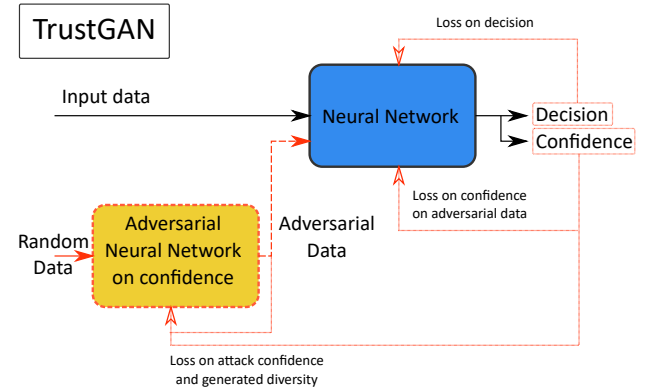 TrustGAN
Loss on decision
Input data
Neural Network
Decision
Confidence
Loss on confidence
on adversarial data
Random
Data
Adversarial
Neural Network
on confidence
Adversarial
Data
Loss on attack confidence
and generated diversity